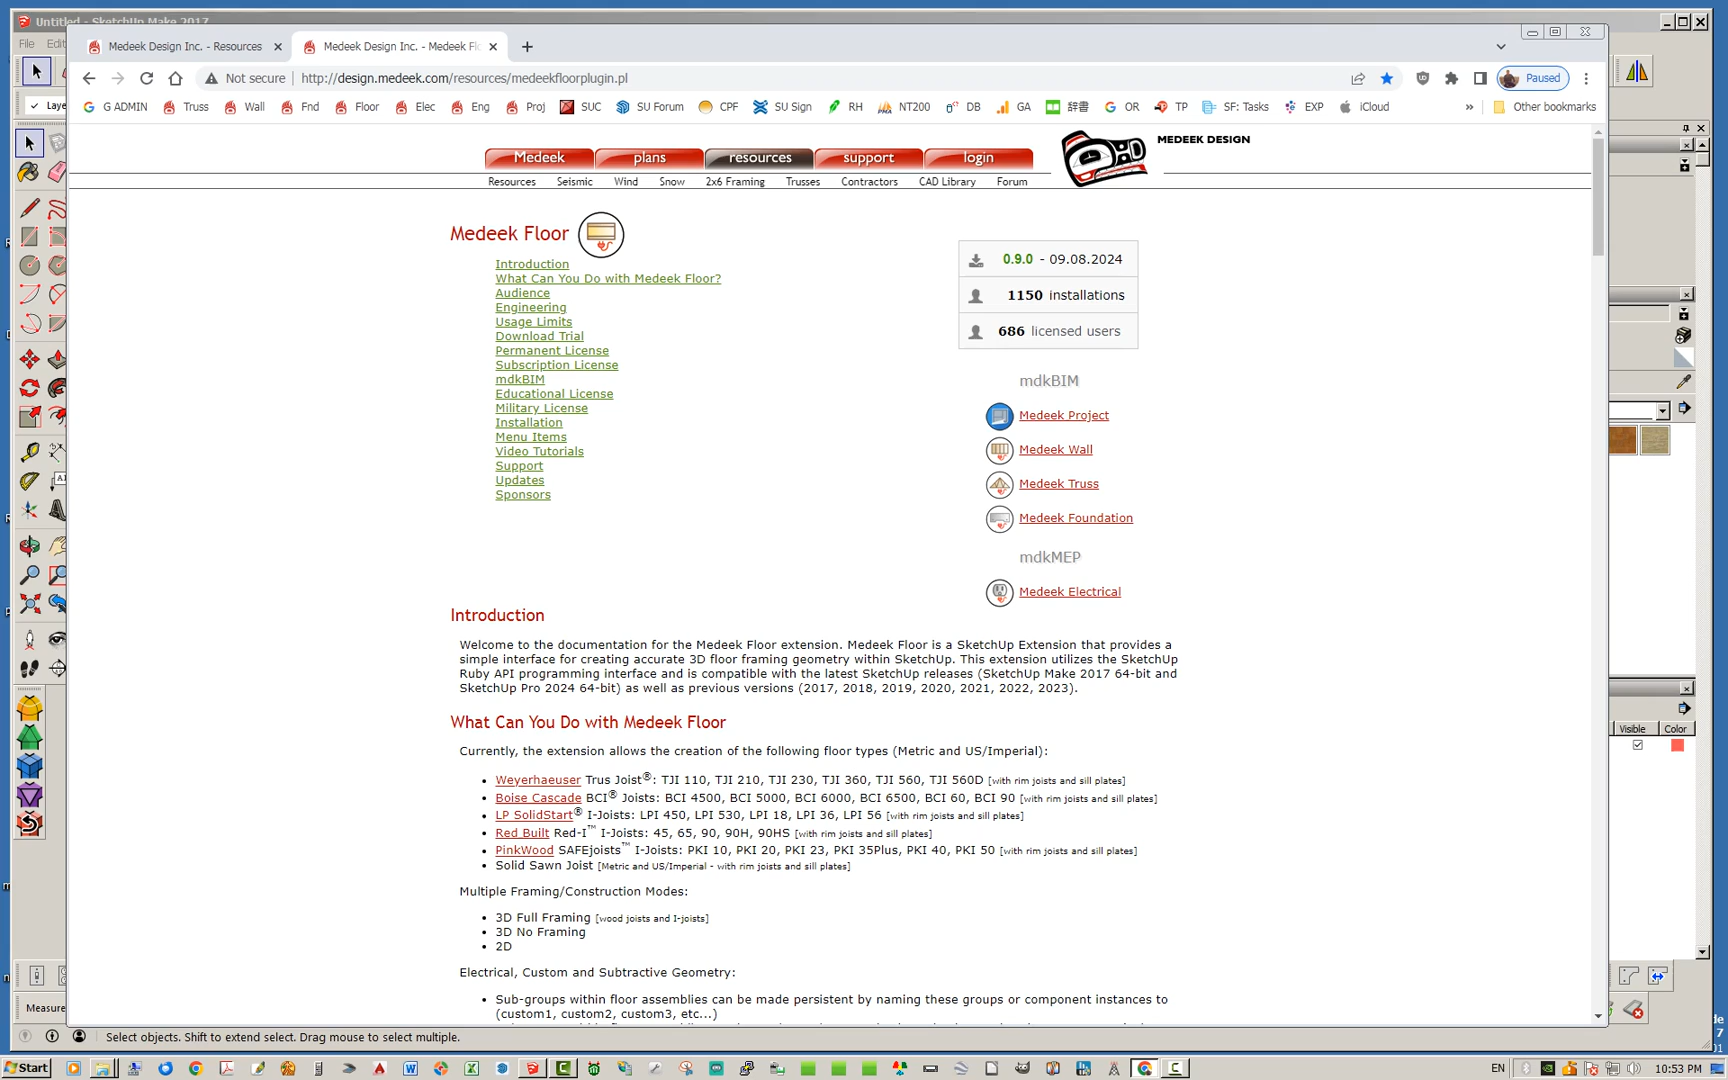 Untitled - SketchUp Make 2017
File Edit
Medeek Design Inc. - Resources
Medeek Design Inc. - Medeek Flo
Not secure | http://design.medeek.com/resources/medeekfloorplugin.pl
Paused
Laye
G ADMIN Truss Wall Fnd Floor Elec Eng Proj SUC SU Forum CPF SU Sign RH NT200 DB GA 辞書 OR TP SF: Tasks EXP iCloud » Other bookmarks
Medeek plans resources support login
MEDEEK DESIGN
Resources Seismic Wind Snow 2x6 Framing Trusses Contractors CAD Library Forum
Medeek Floor
Introduction
What Can You Do with Medeek Floor?
Audience
Engineering
Usage Limits
Download Trial
Permanent License
Subscription License
mdkBIM
Educational License
Military License
Installation
Menu Items
Video Tutorials
Support
Updates
Sponsors
0.9.0 - 09.08.2024
1150 installations
686 licensed users
mdkBIM
Medeek Project
Medeek Wall
Medeek Truss
Medeek Foundation
mdkMEP
Medeek Electrical
Introduction
Welcome to the documentation for the Medeek Floor extension. Medeek Floor is a SketchUp Extension that provides a
simple interface for creating accurate 3D floor framing geometry within SketchUp. This extension utilizes the SketchUp
Ruby API programming interface and is compatible with the latest SketchUp releases (SketchUp Make 2017 64-bit and
SketchUp Pro 2024 64-bit) as well as previous versions (2017, 2018, 2019, 2020, 2021, 2022, 2023).
What Can You Do with Medeek Floor
Currently, the extension allows the creation of the following floor types (Metric and US/Imperial):
• Weyerhaeuser Trus Joist®: TJI 110, TJI 210, TJI 230, TJI 360, TJI 560, TJI 560D [with rim joists and sill plates]
• Boise Cascade BCI® Joists: BCI 4500, BCI 5000, BCI 6000, BCI 6500, BCI 60, BCI 90 [with rim joists and sill plates]
• LP SolidStart® I-Joists: LPI 450, LPI 530, LPI 18, LPI 36, LPI 56 [with rim joists and sill plates]
• Red Built Red-I™ I-Joists: 45, 65, 90, 90H, 90HS [with rim joists and sill plates]
• PinkWood SAFEjoists™ I-Joists: PKI 10, PKI 20, PKI 23, PKI 35Plus, PKI 40, PKI 50 [with rim joists and sill plates]
• Solid Sawn Joist [Metric and US/Imperial - with rim joists and sill plates]
Multiple Framing/Construction Modes:
• 3D Full Framing [wood joists and I-joists]
• 3D No Framing
• 2D
Electrical, Custom and Subtractive Geometry:
• Sub-groups within floor assemblies can be made persistent by naming these groups or component instances to
(custom1, custom2, custom3, etc...)
Visible Color
Measure
Select objects. Shift to extend select. Drag mouse to select multiple.
Start
EN
10:53 PM